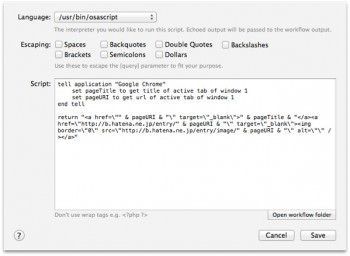 Language: /usr/bin/osascript
The interpreter you would like to run this script. Echoed output will be passed to the workflow output.
Escaping: Spaces Backquotes Double Quotes Backslashes
Brackets Semicolons Dollars
Use these to escape the {query} parameter to fit your purpose.
Script: tell application "Google Chrome"
set pageTitle to get title of active tab of window 1
set pageURI to get url of active tab of window 1
end tell
return "<a href=\"" & pageURI & "\" target=\"_blank\">" & pageTitle & "</a><a
href=\"http://b.hatena.ne.jp/entry/" & pageURI & "\" target=\"_blank\"><img
border=\"0\" src=\"http://b.hatena.ne.jp/entry/image/" & pageURI & "\" alt=\"\" /
></a>"
Don't use wrap tags e.g. <?php ?>
Open workflow folder
? Cancel Save